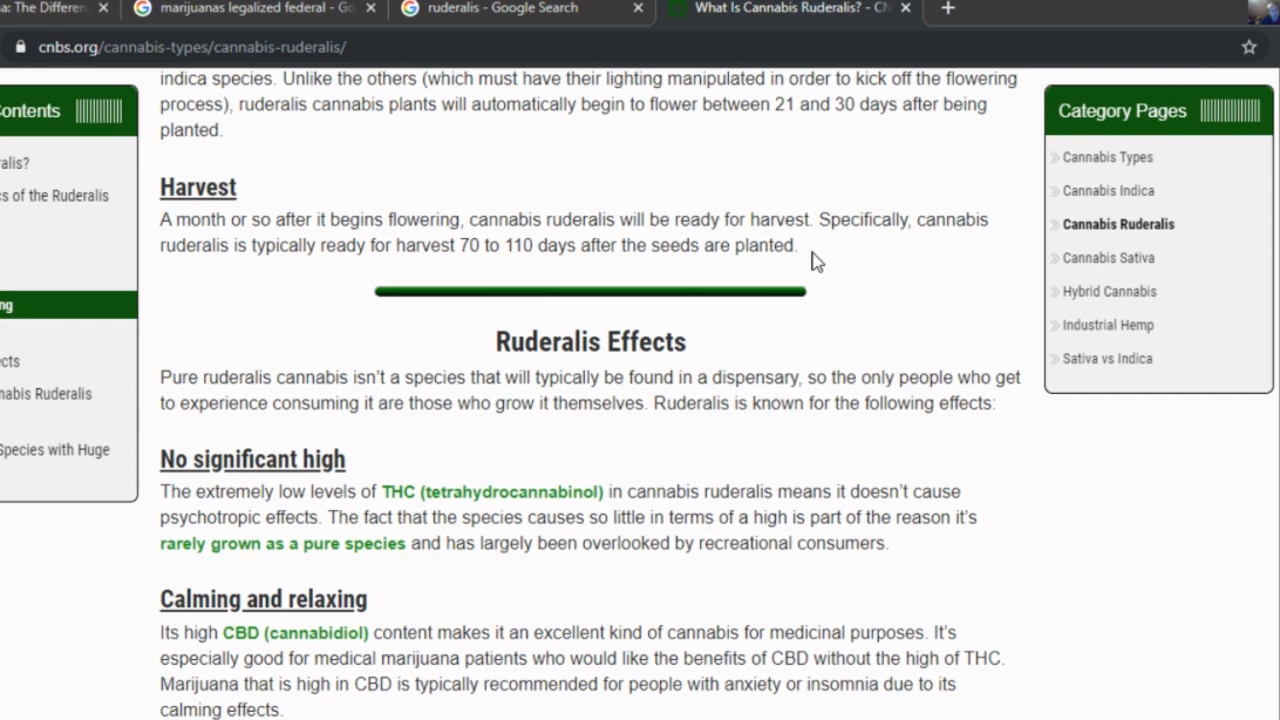 a: The Differen
marijuanas legalized federal - Go
ruderalis - Google Search
What Is Cannabis Ruderalis? - CN
cnbs.org/cannabis-types/cannabis-ruderalis/
ontents
ralis?
cs of the Ruderalis
ng
ects
nabis Ruderalis
Species with Huge
indica species. Unlike the others (which must have their lighting manipulated in order to kick off the flowering
process), ruderalis cannabis plants will automatically begin to flower between 21 and 30 days after being
planted.
Harvest
A month or so after it begins flowering, cannabis ruderalis will be ready for harvest. Specifically, cannabis
ruderalis is typically ready for harvest 70 to 110 days after the seeds are planted.
Ruderalis Effects
Pure ruderalis cannabis isn't a species that will typically be found in a dispensary, so the only people who get
to experience consuming it are those who grow it themselves. Ruderalis is known for the following effects:
No significant high
The extremely low levels of THC (tetrahydrocannabinol) in cannabis ruderalis means it doesn't cause
psychotropic effects. The fact that the species causes so little in terms of a high is part of the reason it's
rarely grown as a pure species and has largely been overlooked by recreational consumers.
Calming and relaxing
Its high CBD (cannabidiol) content makes it an excellent kind of cannabis for medicinal purposes. It's
especially good for medical marijuana patients who would like the benefits of CBD without the high of THC.
Marijuana that is high in CBD is typically recommended for people with anxiety or insomnia due to its
calming effects.
Category Pages
Cannabis Types
Cannabis Indica
Cannabis Ruderalis
Cannabis Sativa
Hybrid Cannabis
Industrial Hemp
Sativa vs Indica